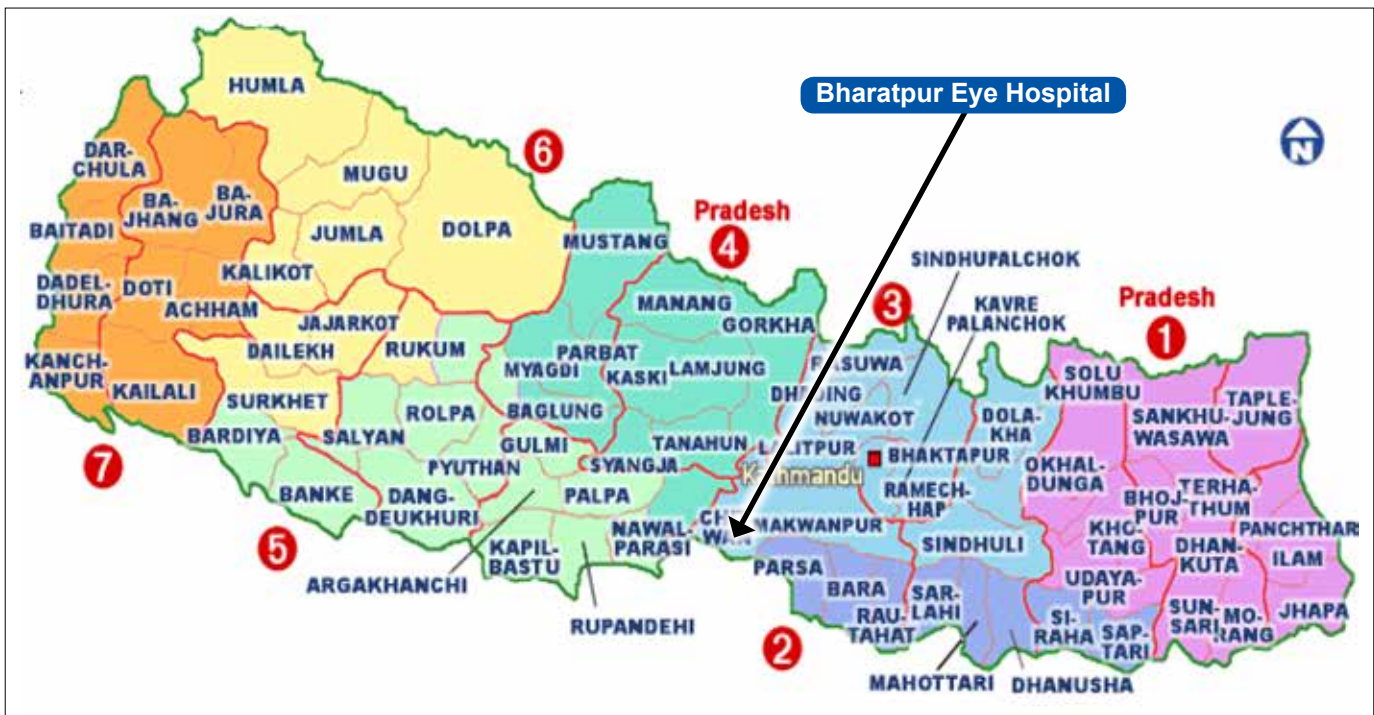 Bharatpur Eye Hospital
N
HUMLA
DAR-
CHULA
6
MUGU
BA-
JHANG
BA-
JURA
Pradesh
4
BAITADI
JUMLA
DOLPA
MUSTANG
SINDHUPALCHOK
KALIKOT
DADEL-
DHURA
DOTI
ACHHAM
MANANG
GORKHA
3
KAVRE
PALANCHOK
Pradesh
1
JAJARKOT
DAILEKH
RUKUM
KANCH-
ANPUR
KAILALI
PARBAT
MYAGDI
KASKI
LAMJUNG
NUWAKOT
DOLA-
KHA
SOLU
KHUMBU
SANKHU-
WASAWA
TAPLE-
JUNG
SURKHET
ROLPA
BAGLUNG
BARDIYA
SALYAN
GULMI
TANAHUN
SYANGJA
BHAKTAPUR
OKHAL-
DUNGA
7
PYUTHAN
BANKE
DANG-
DEUKHURI
PALPA
RAMECH-
HAP
BHOJ-
PUR
TERHA-
THUM
PANCHTHAR
5
NAWAL-
PARASI
MAKWANPUR
SINDHULI
KHO-
TANG
DHAN-
KUTA
ILAM
KAPIL-
BASTU
ARGAKHANCHI
PARSA
BARA
UDAYA-
PUR
RUPANDEHI
2
RAU-
TAHAT
SAR-
LAHI
SI-
RAHA
SAP-
TARI
SUN-
SARI
MO-
RANG
JHAPA
MAHOTTARI
DHANUSHA